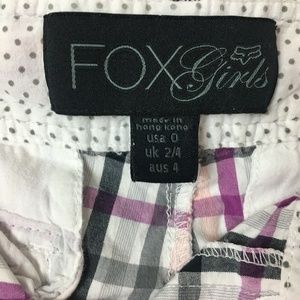 FOX Girls
made in
hong kong
usa 0
uk 2/4
aus 4